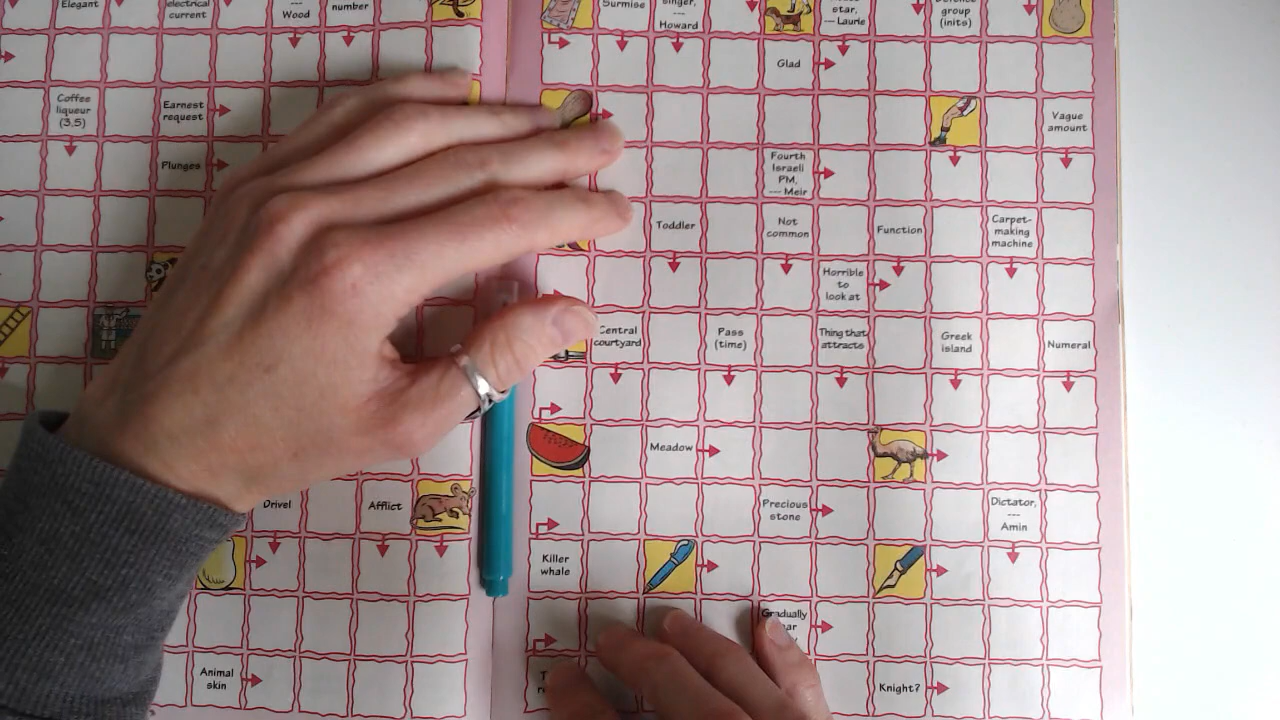 Elegant
electrical
current
---
Wood
number
Surmise
singer,
---
Howard
star,
--- Laurie
Defence
group
(inits)
Glad
Coffee
liqueur
(3,5)
Earnest
request
Vague
amount
Plunges
Fourth
Israeli
PM,
--- Meir
Toddler
Not
common
Function
Carpet-
making
machine
Horrible
to
look at
Central
courtyard
Pass
(time)
Thing that
attracts
Greek
island
Numeral
Meadow
Drivel
Afflict
Precious
stone
Dictator,
---
Amin
Killer
whale
Gradually
Animal
skin
Knight?